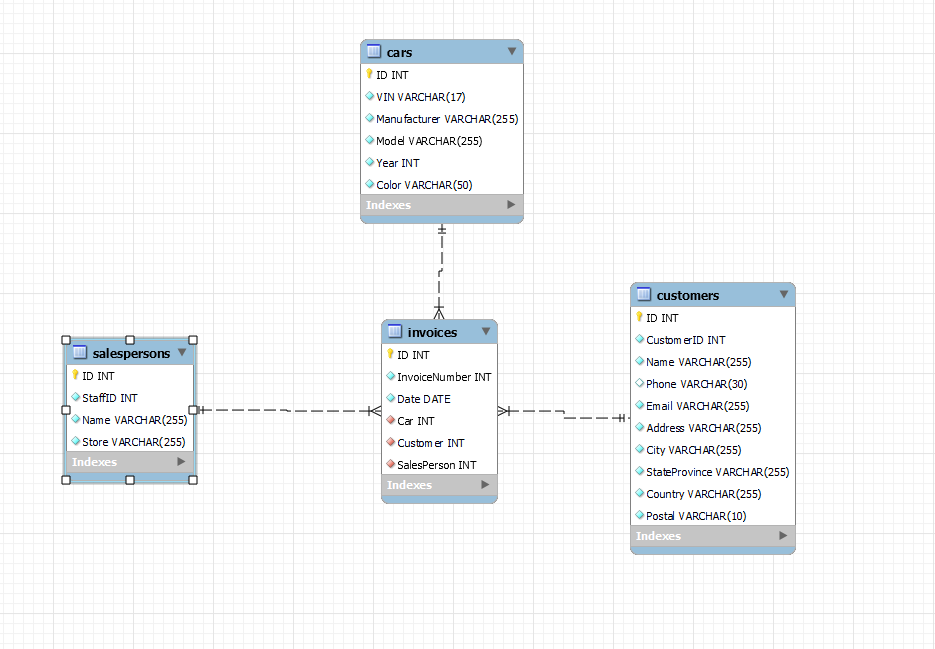 cars
ID INT
VIN VARCHAR(17)
Manufacturer VARCHAR(255)
Model VARCHAR(255)
Year INT
Color VARCHAR(50)
Indexes
salespersons
ID INT
StaffID INT
Name VARCHAR(255)
Store VARCHAR(255)
Indexes
invoices
ID INT
InvoiceNumber INT
Date DATE
Car INT
Customer INT
SalesPerson INT
Indexes
customers
ID INT
CustomerID INT
Name VARCHAR(255)
Phone VARCHAR(30)
Email VARCHAR(255)
Address VARCHAR(255)
City VARCHAR(255)
StateProvince VARCHAR(255)
Country VARCHAR(255)
Postal VARCHAR(10)
Indexes